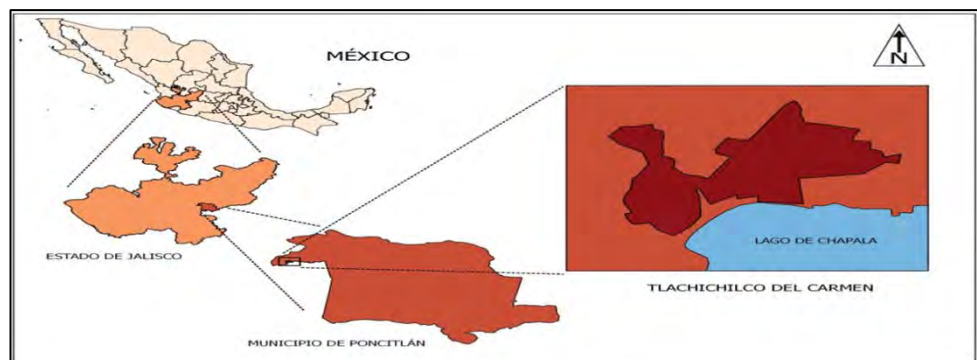 MÉXICO
N
LAGO DE CHAPALA
ESTADO DE JALISCO
TLACHICHILCO DEL CARMEN
MUNICIPIO DE PONCITLÁN